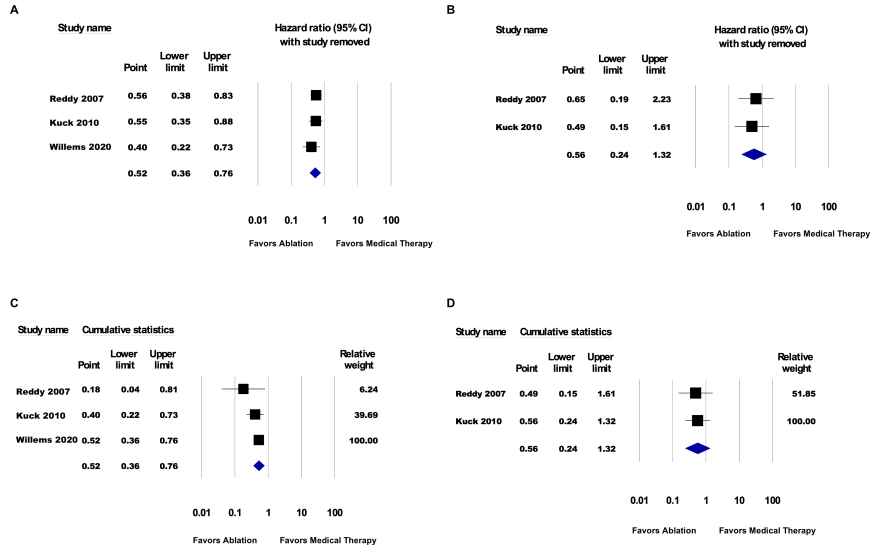 A
Study name Hazard ratio (95% CI)
with study removed
Lower Upper
Point limit limit
Reddy 2007 0.56 0.38 0.83
Kuck 2010 0.55 0.35 0.88
Willems 2020 0.40 0.22 0.73
0.52 0.36 0.76
0.01 0.1 1 10 100
Favors Ablation Favors Medical Therapy
B
Study name Hazard ratio (95% CI)
with study removed
Lower Upper
Point limit limit
Reddy 2007 0.65 0.19 2.23
Kuck 2010 0.49 0.15 1.61
0.56 0.24 1.32
0.01 0.1 1 10 100
Favors Ablation Favors Medical Therapy
C
Study name Cumulative statistics
Lower Upper Relative
Point limit limit weight
Reddy 2007 0.18 0.04 0.81 6.24
Kuck 2010 0.40 0.22 0.73 39.69
Willems 2020 0.52 0.36 0.76 100.00
0.52 0.36 0.76
0.01 0.1 1 10 100
Favors Ablation Favors Medical Therapy
D
Study name Cumulative statistics
Lower Upper Relative
Point limit limit weight
Reddy 2007 0.49 0.15 1.61 51.85
Kuck 2010 0.56 0.24 1.32 100.00
0.56 0.24 1.32
0.01 0.1 1 10 100
Favors Ablation Favors Medical Therapy